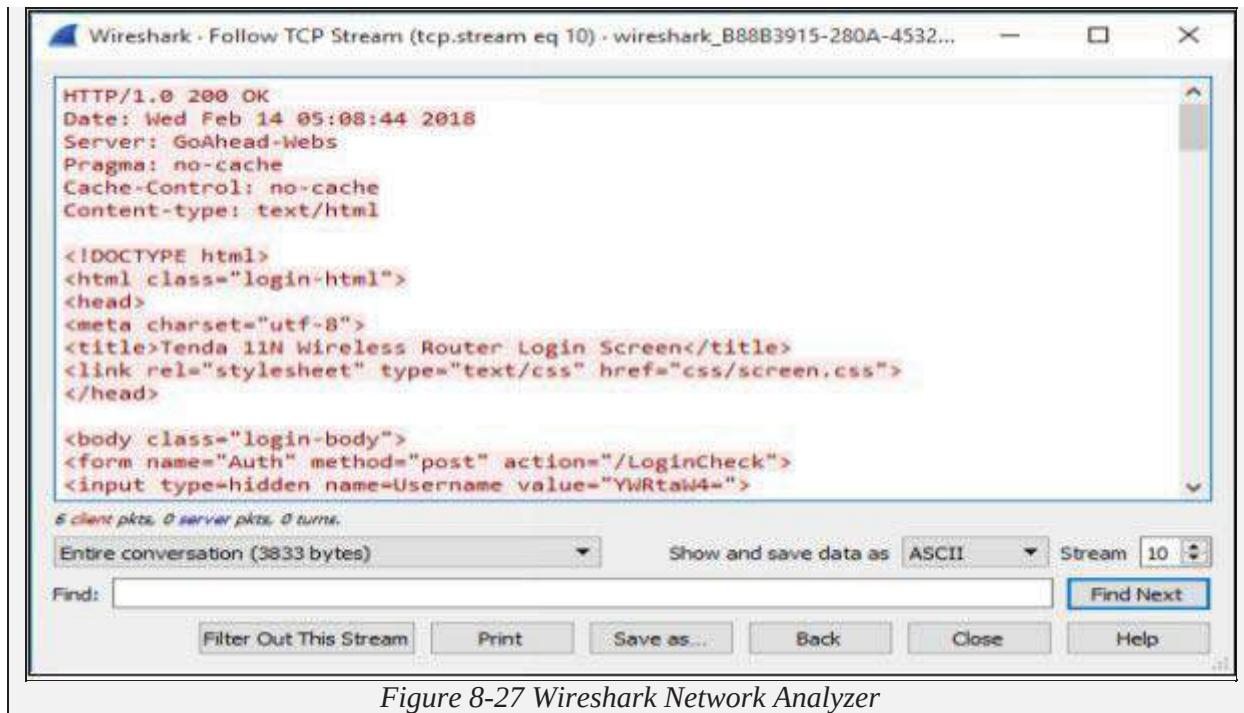 Wireshark · Follow TCP Stream (tcp.stream eq 10) · wireshark_B88B3915-280A-4532...
HTTP/1.0 200 OK
Date: Wed Feb 14 05:08:44 2018
Server: GoAhead-Webs
Pragma: no-cache
Cache-Control: no-cache
Content-type: text/html
<!DOCTYPE html>
<html class="login-html">
<head>
<meta charset="utf-8">
<title>Tenda 11N Wireless Router Login Screen</title>
<link rel="stylesheet" type="text/css" href="css/screen.css">
</head>
<body class="login-body">
<form name="Auth" method="post" action="/LoginCheck">
<input type=hidden name=Username value="YWRtaW4=">
6 client pkts, 0 server pkts, 0 turns.
Entire conversation (3833 bytes) Show and save data as ASCII Stream 10
Find: Find Next
Filter Out This Stream Print Save as... Back Close Help
Figure 8-27 Wireshark Network Analyzer